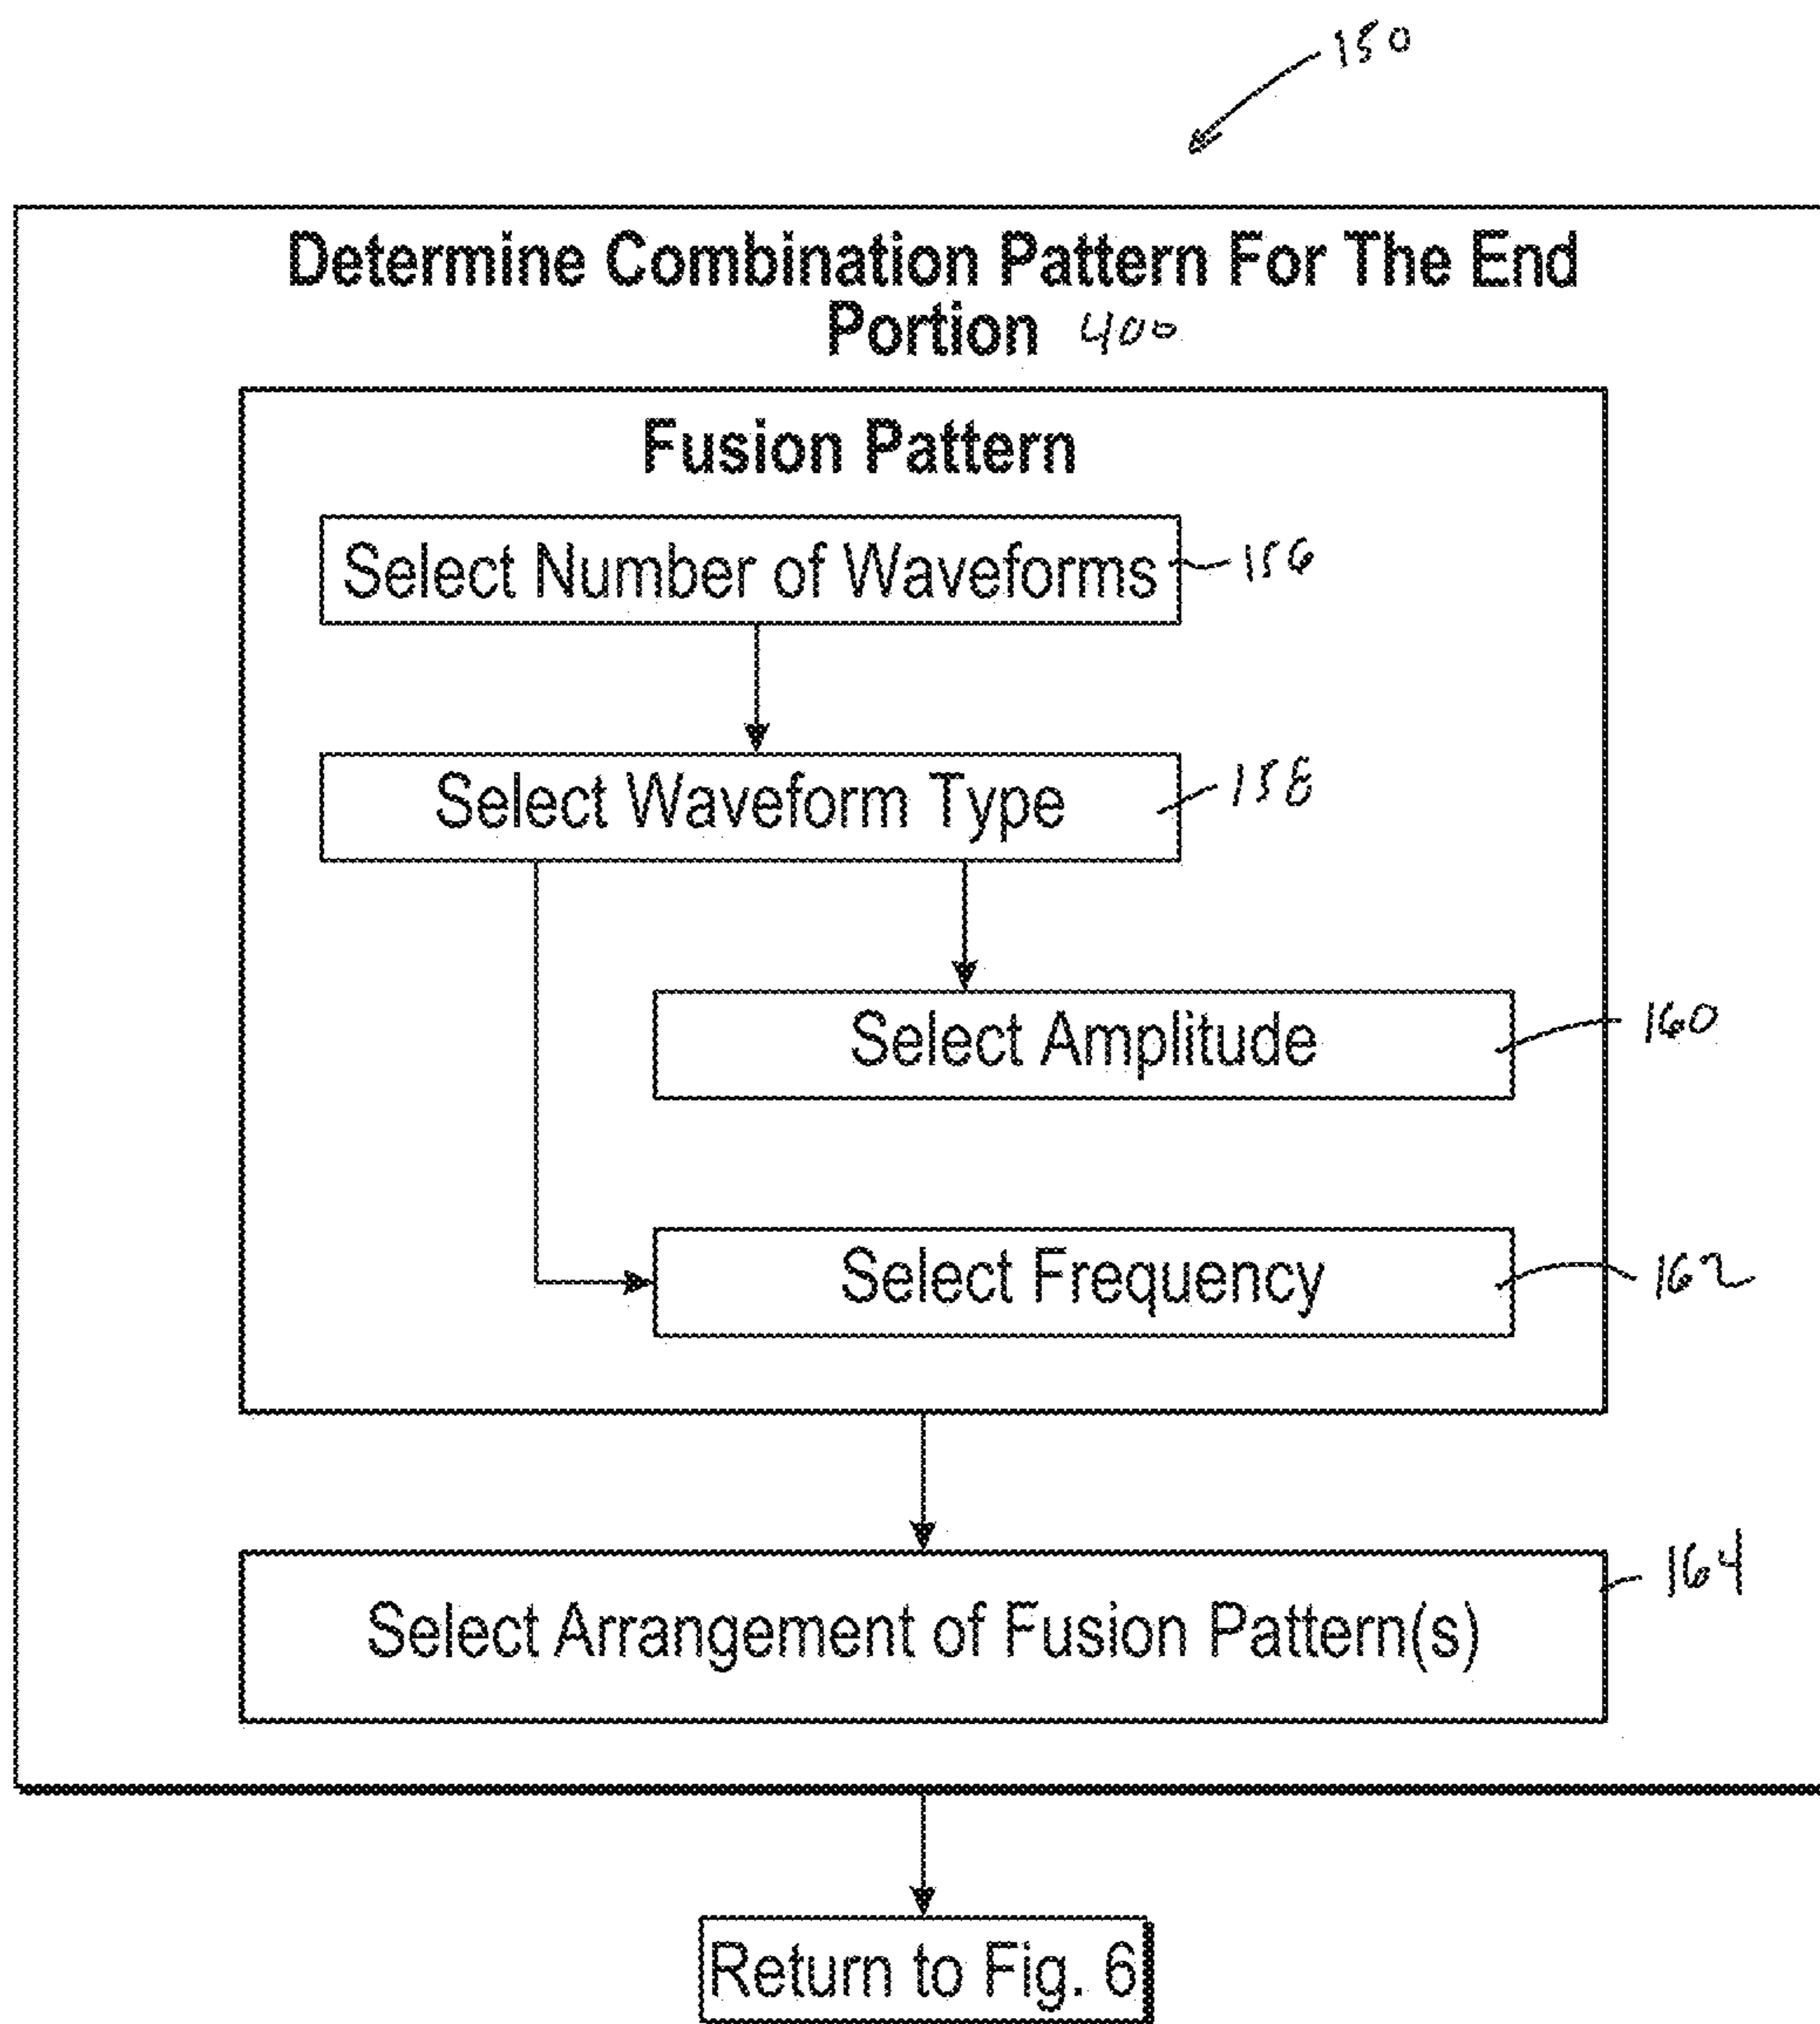 150
Determine Combination Pattern For The End
Portion 400
Fusion Pattern
Select Number of Waveforms 156
Select Waveform Type 158
Select Amplitude 160
Select Frequency 162
Select Arrangement of Fusion Pattern(s) 164
Return to Fig. 6